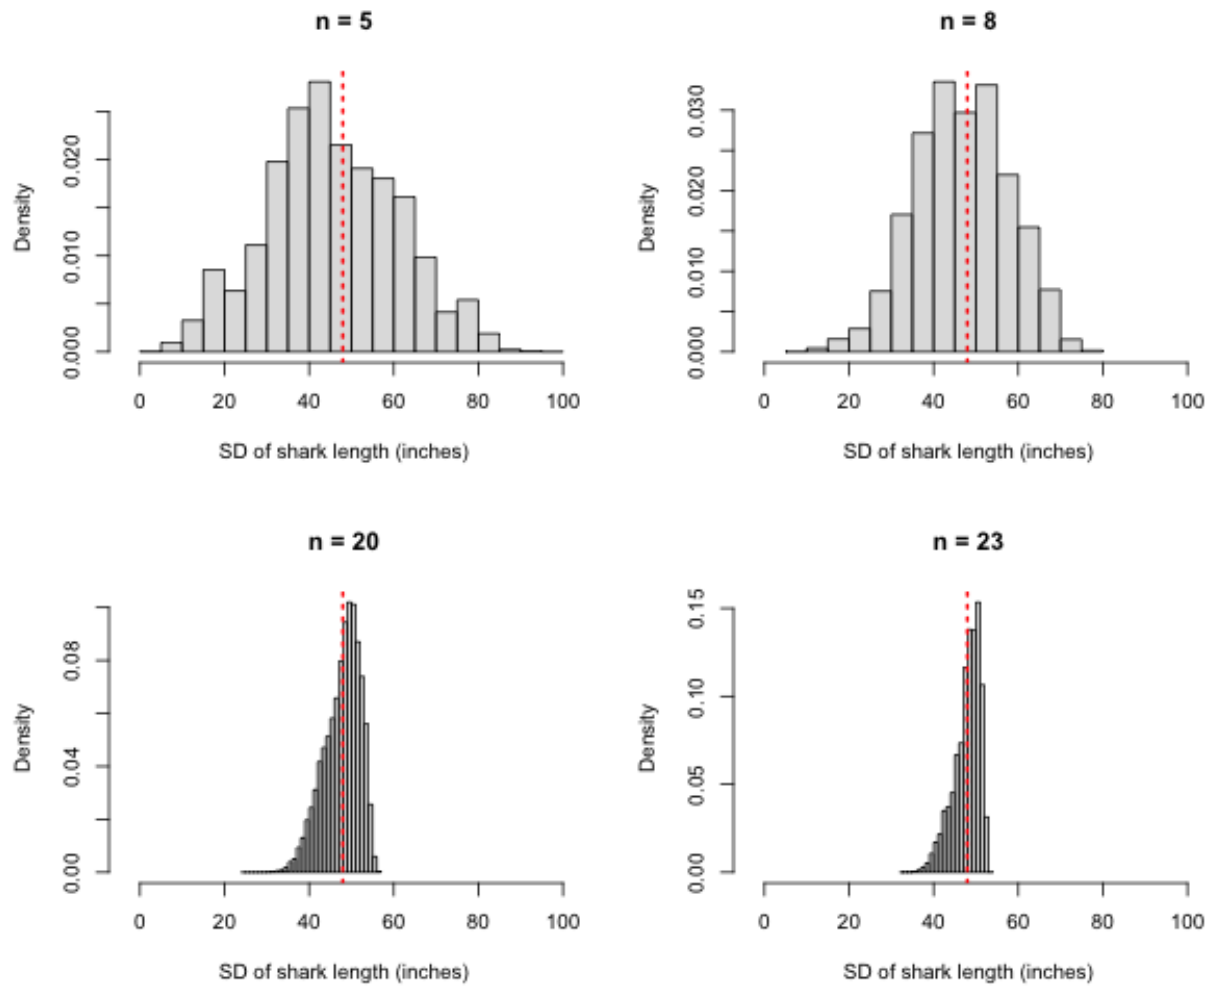 n = 5
Density
0.000 0.010 0.020
0 20 40 60 80 100
SD of shark length (inches)
n = 8
Density
0.000 0.010 0.020 0.030
0 20 40 60 80 100
SD of shark length (inches)
n = 20
Density
0.00 0.04 0.08
0 20 40 60 80 100
SD of shark length (inches)
n = 23
Density
0.00 0.05 0.10 0.15
0 20 40 60 80 100
SD of shark length (inches)